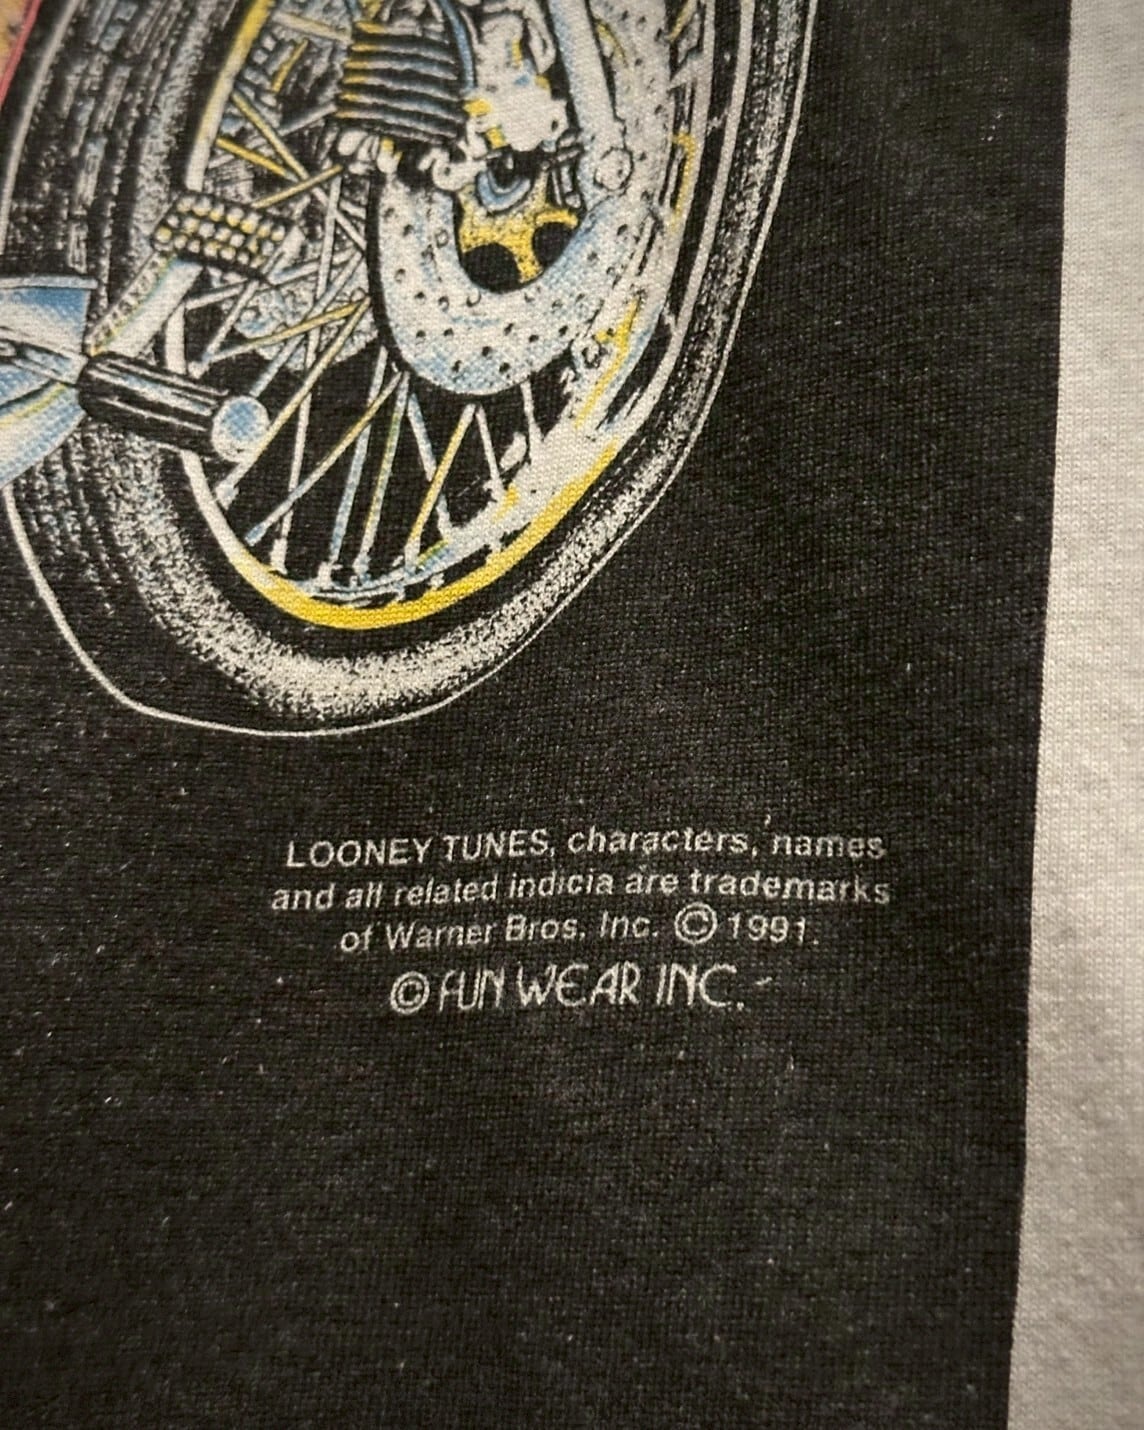 LOONEY TUNES, characters, names
and all related indicia are trademarks
of Warner Bros. Inc. © 1991.
© FUN WEAR INC.